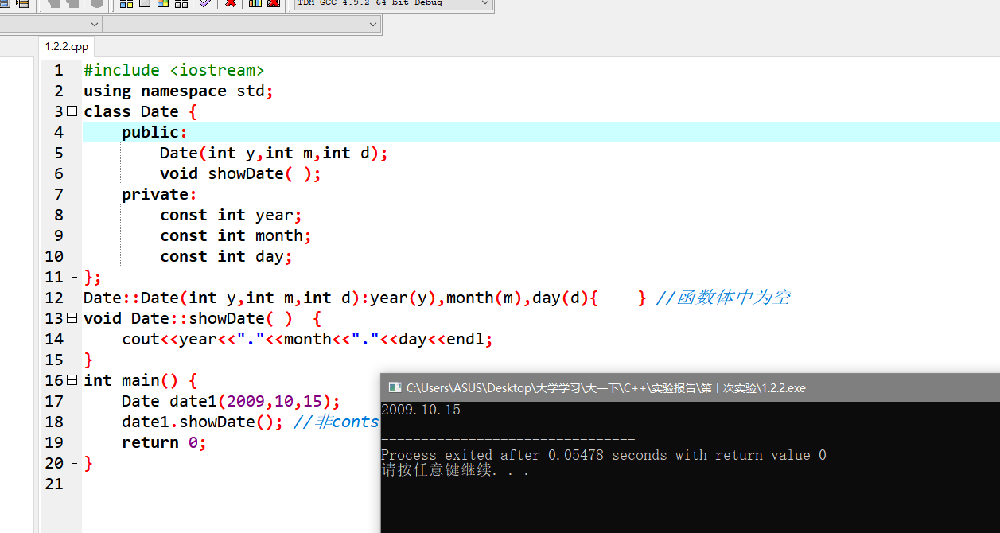 TDM-GCC 4.9.2 64-bit Debug
1.2.2.cpp
1 #include <iostream>
2 using namespace std;
3 class Date {
4 public:
5 Date(int y,int m,int d);
6 void showDate( );
7 private:
8 const int year;
9 const int month;
10 const int day;
11 };
12 Date::Date(int y,int m,int d):year(y),month(m),day(d){    } //函数体中为空
13 void Date::showDate( )  {
14 cout<<year<<"."<<month<<"."<<day<<endl;
15 }
16 int main() {
17 Date date1(2009,10,15);
18 date1.showDate(); //非conts
19 return 0;
20 }
21
C:\Users\ASUS\Desktop\大学学习\大一下\C++\实验报告\第十次实验\1.2.2.exe
2009.10.15
--------------------------------
Process exited after 0.05478 seconds with return value 0
请按任意键继续. . .